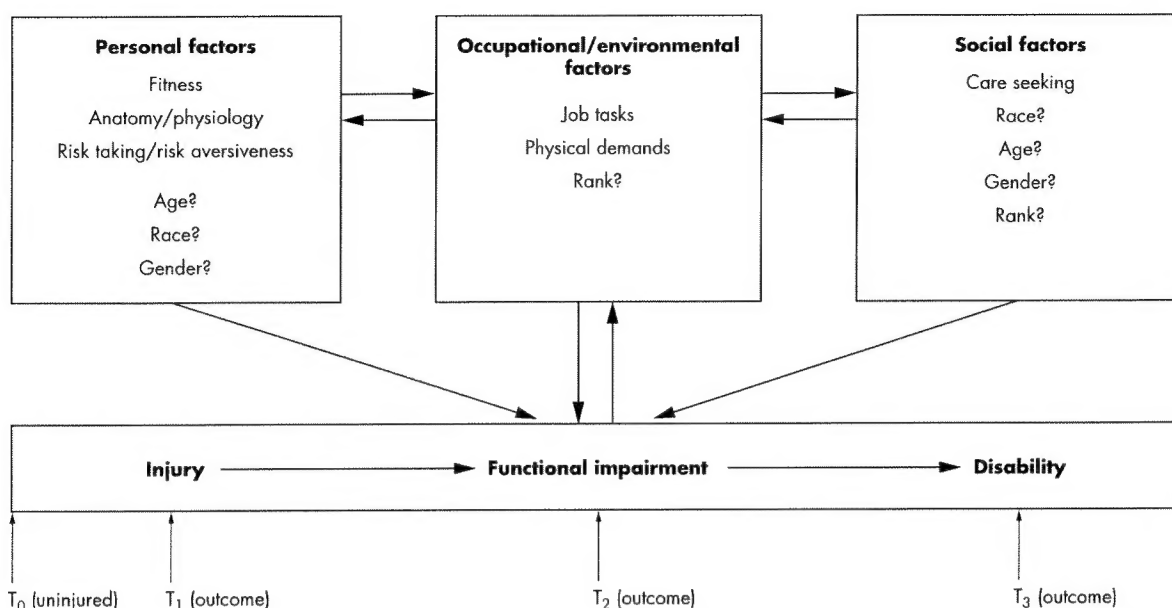 Personal factors
Fitness
Anatomy/physiology
Risk taking/risk aversiveness
Age?
Race?
Gender?
Occupational/environmental
factors
Job tasks
Physical demands
Rank?
Social factors
Care seeking
Race?
Age?
Gender?
Rank?
Injury
Functional impairment
Disability
T0 (uninjured)
T1 (outcome)
T2 (outcome)
T3 (outcome)